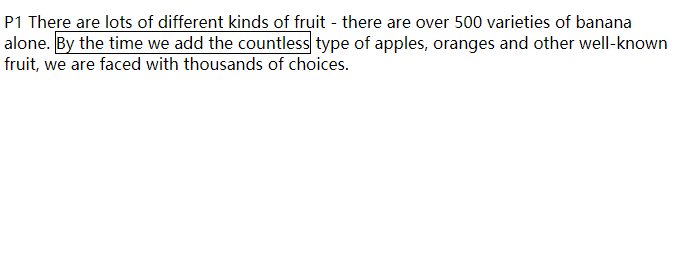 P1 There are lots of different kinds of fruit - there are over 500 varieties of banana
alone. By the time we add the countless type of apples, oranges and other well-known
fruit, we are faced with thousands of choices.